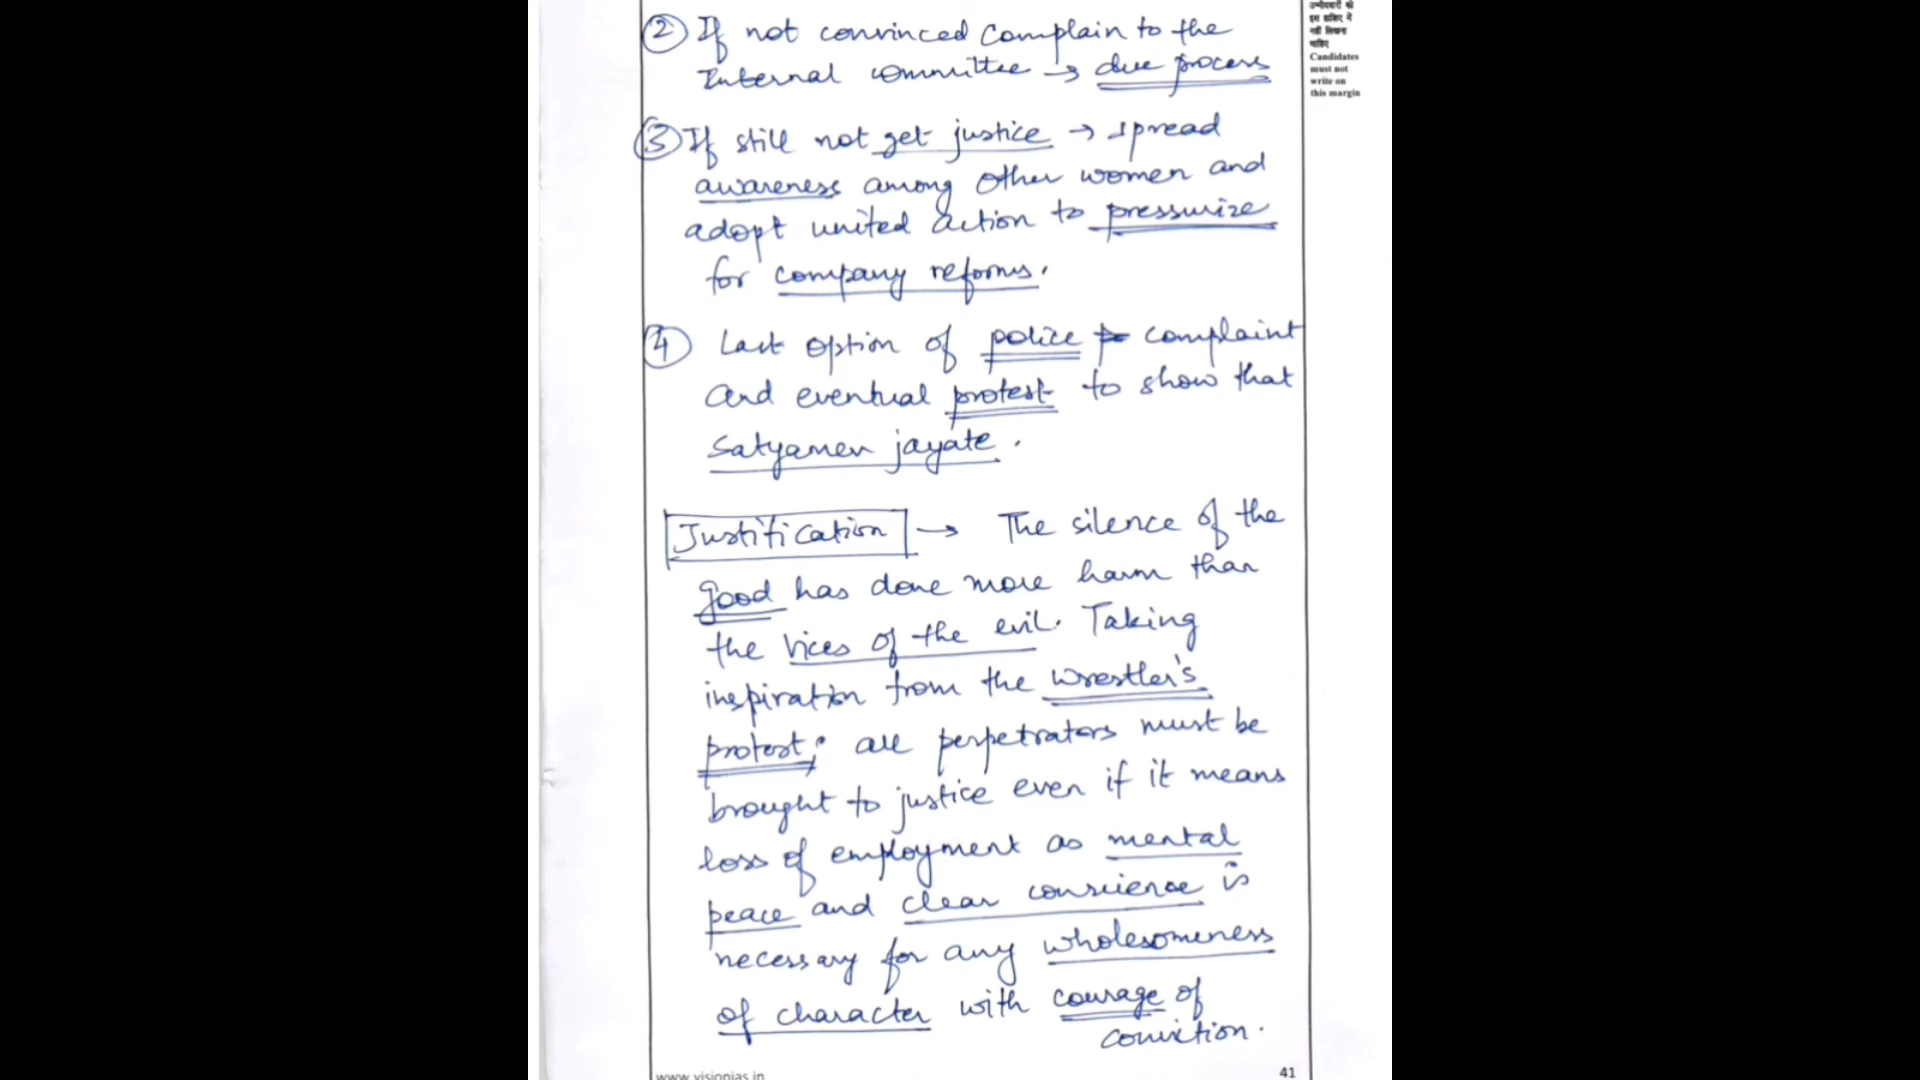 ② If not convinced Complain to the
Internal committee → due process
③ If still not get justice → spread
awareness among other women and
adopt united action to pressurize
for company reforms.
④ Last option of police complaint
and eventual protest to show that
satyamev jayate.
Justification → The silence of the
good has done more harm than
the vices of the evil. Taking
inspiration from the wrestler's
protest; all perpetrators must be
brought to justice even if it means
loss of employment as mental
peace and clear conscience is
necessary for any wholesomeness
of character with courage of
conviction.
उम्मीदवारों को
इस हाशिए में
नहीं लिखना
चाहिए
Candidates
must not
write on
this margin
www.visionias.in
41